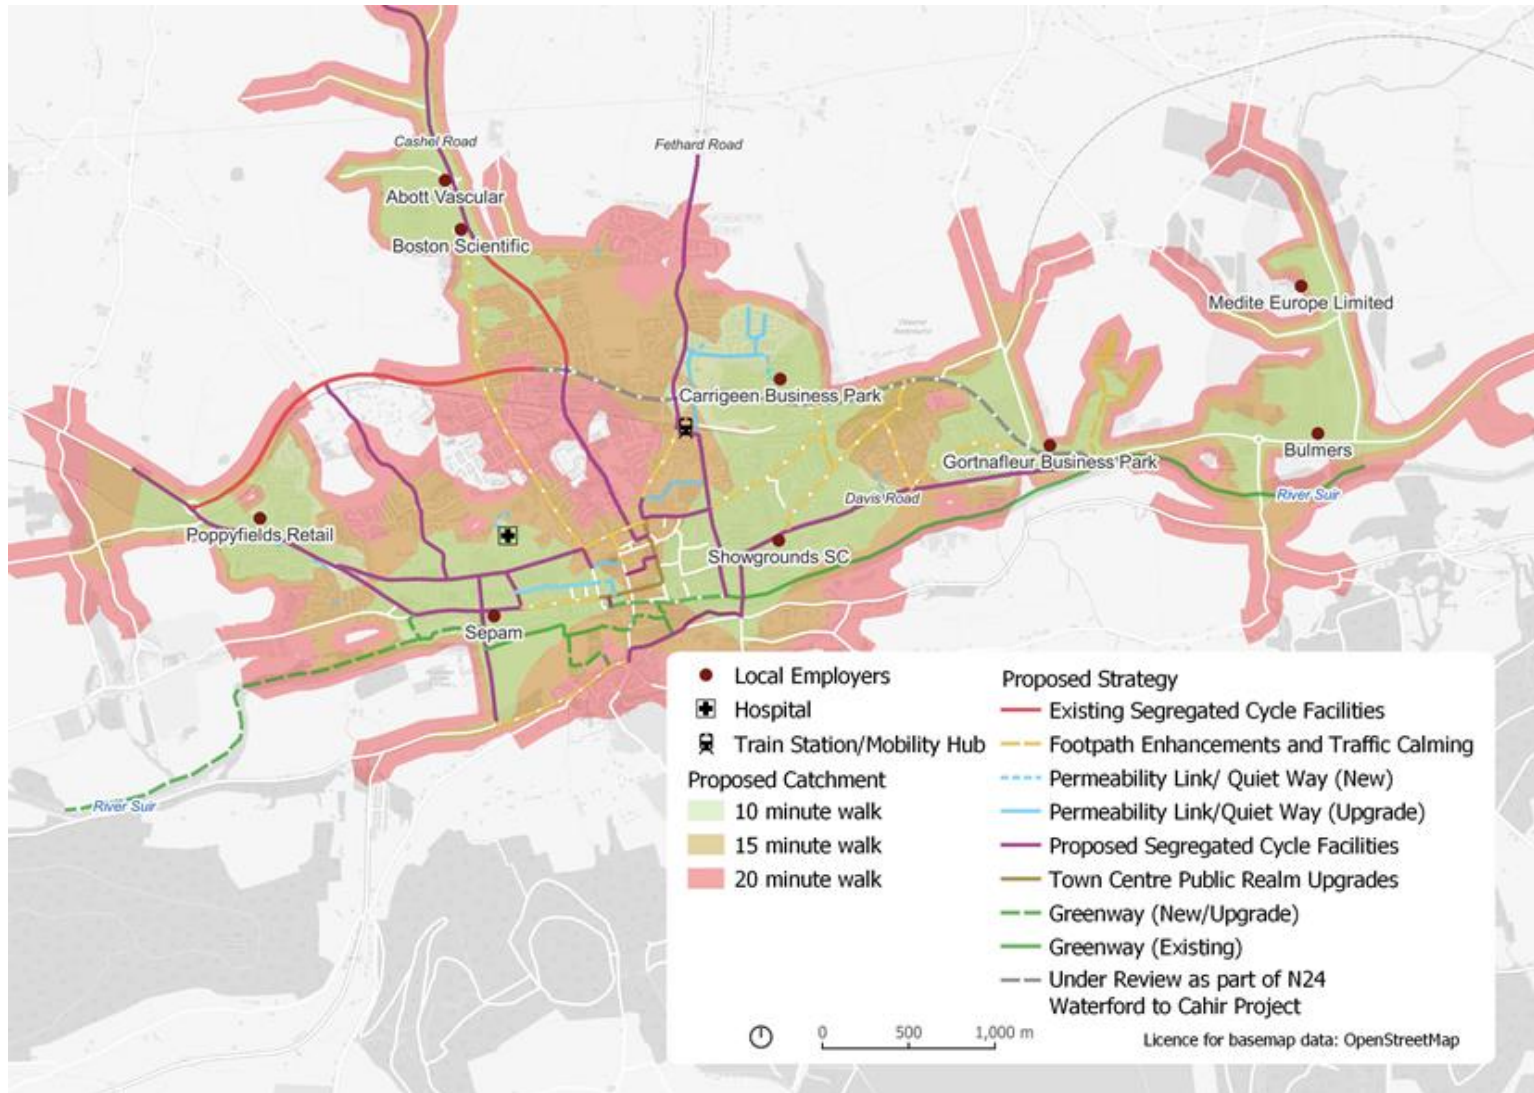 Cashel Road
Fethard Road
Abott Vascular
Boston Scientific
Medite Europe Limited
Carrigeen Business Park
Bulmers
Gortnafleur Business Park
River Suir
Davis Road
Poppyfields Retail
Showgrounds SC
Sepam
River Suir
Local Employers
Hospital
Train Station/Mobility Hub
Proposed Catchment
10 minute walk
15 minute walk
20 minute walk
Proposed Strategy
Existing Segregated Cycle Facilities
Footpath Enhancements and Traffic Calming
Permeability Link/ Quiet Way (New)
Permeability Link/Quiet Way (Upgrade)
Proposed Segregated Cycle Facilities
Town Centre Public Realm Upgrades
Greenway (New/Upgrade)
Greenway (Existing)
Under Review as part of N24
Waterford to Cahir Project
0 500 1,000 m
Licence for basemap data: OpenStreetMap